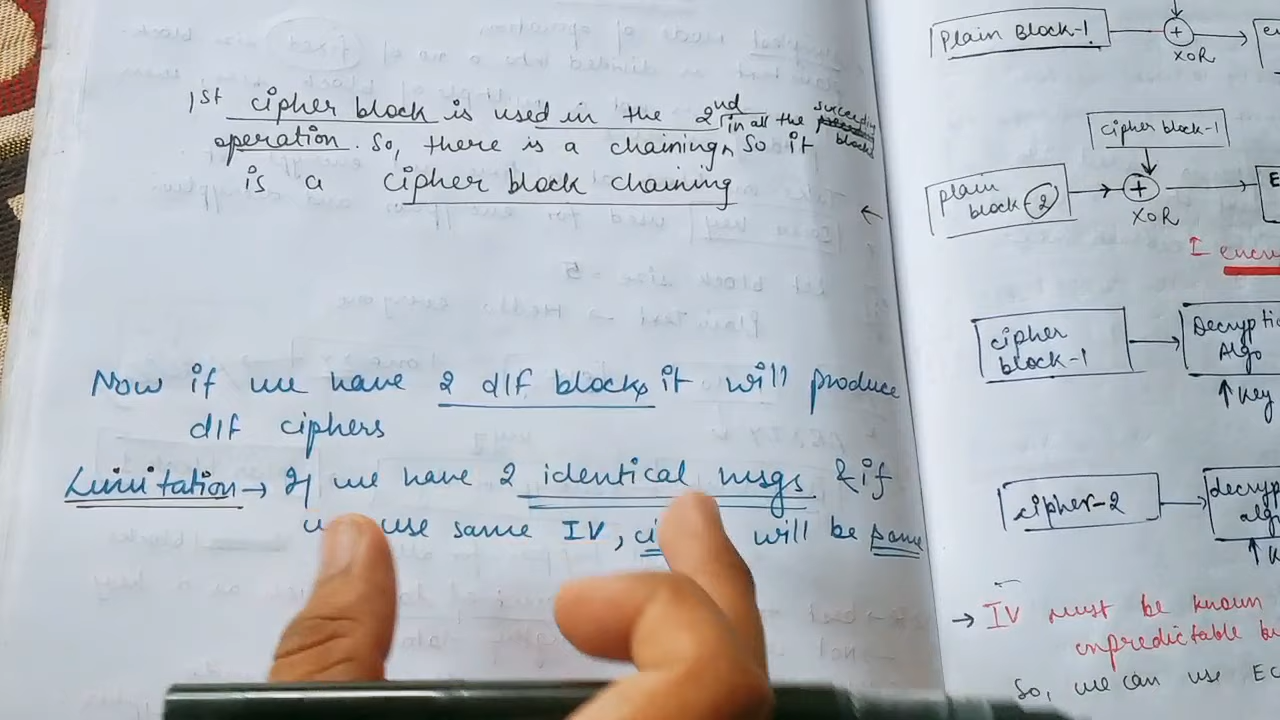 1st cipher block is used in the 2nd in all the succeeding
operation. So, there is a chaining, So it blocks
is a cipher block chaining
Now if we have 2 dIf blocks it will produce
dIf ciphers
Limitation → If we have 2 identical msgs & if
use same IV, will be same
Plain Block-1
+
XOR
cipher block-1
plain block-2
+
XOR
I
cipher
block-1
Algo
↑ Key
cipher-2
→ IV must be known
unpredictable
So, we can use